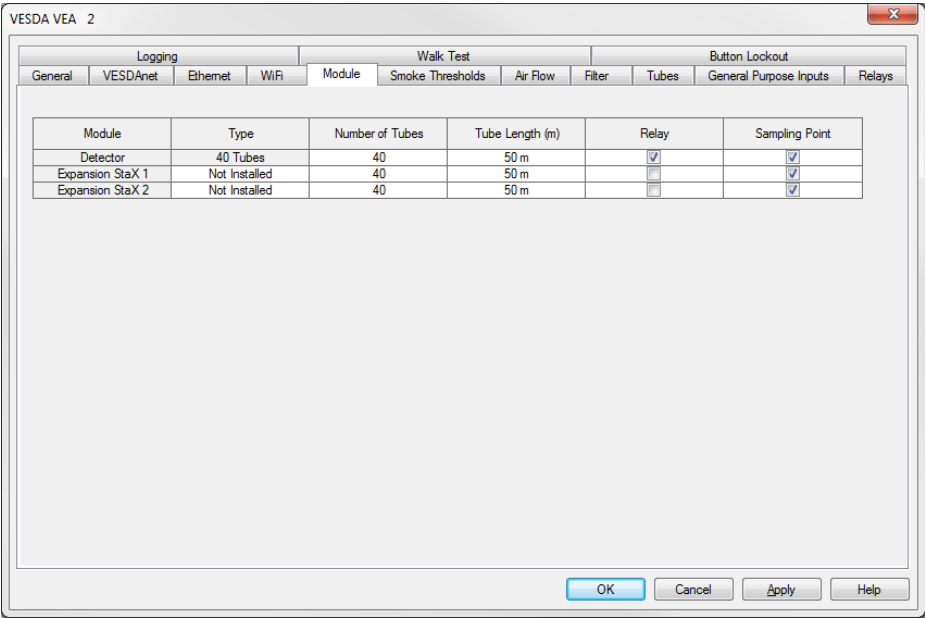 VESDA VEA   2
Logging Walk Test Button Lockout
General VESDAnet Ethernet WiFi Module Smoke Thresholds Air Flow Filter Tubes General Purpose Inputs Relays
Module Type Number of Tubes Tube Length (m) Relay Sampling Point
Detector 40 Tubes 40 50 m
Expansion StaX 1 Not Installed 40 50 m
Expansion StaX 2 Not Installed 40 50 m
OK Cancel Apply Help